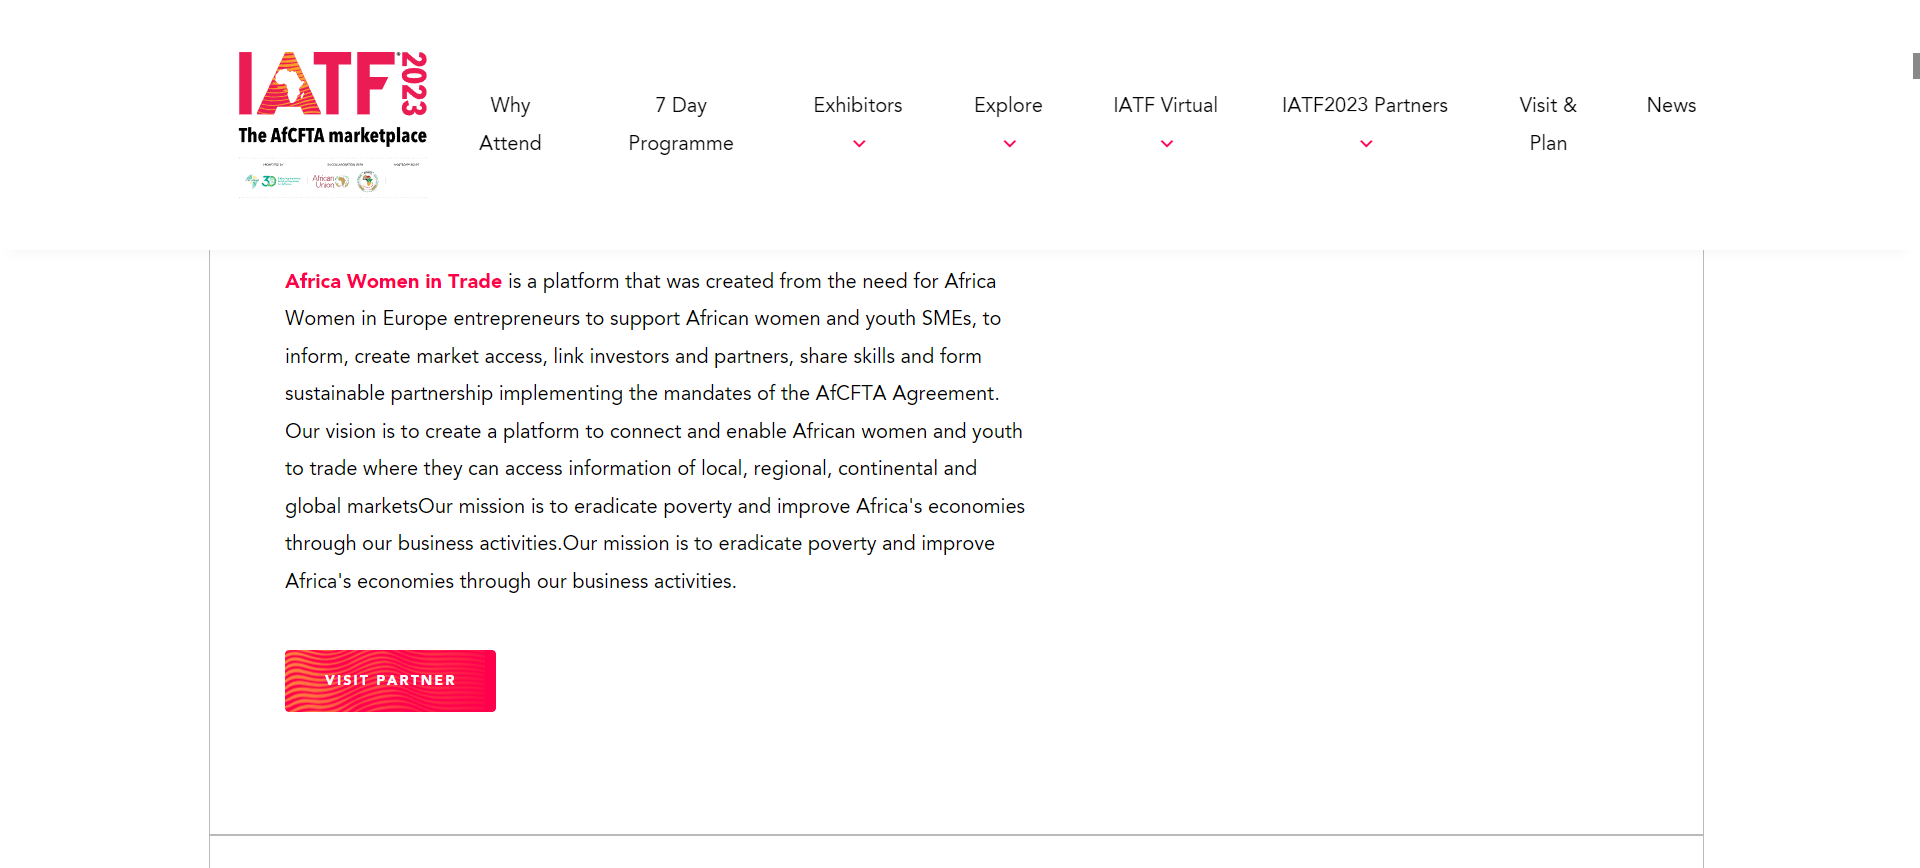 IATF 2023
The AfCFTA marketplace
African
Union
Why
Attend
7 Day
Programme
Exhibitors
Explore
IATF Virtual
IATF2023 Partners
Visit &
Plan
News
Africa Women in Trade is a platform that was created from the need for Africa
Women in Europe entrepreneurs to support African women and youth SMEs, to
inform, create market access, link investors and partners, share skills and form
sustainable partnership implementing the mandates of the AfCFTA Agreement.
Our vision is to create a platform to connect and enable African women and youth
to trade where they can access information of local, regional, continental and
global marketsOur mission is to eradicate poverty and improve Africa's economies
through our business activities.Our mission is to eradicate poverty and improve
Africa's economies through our business activities.
VISIT PARTNER